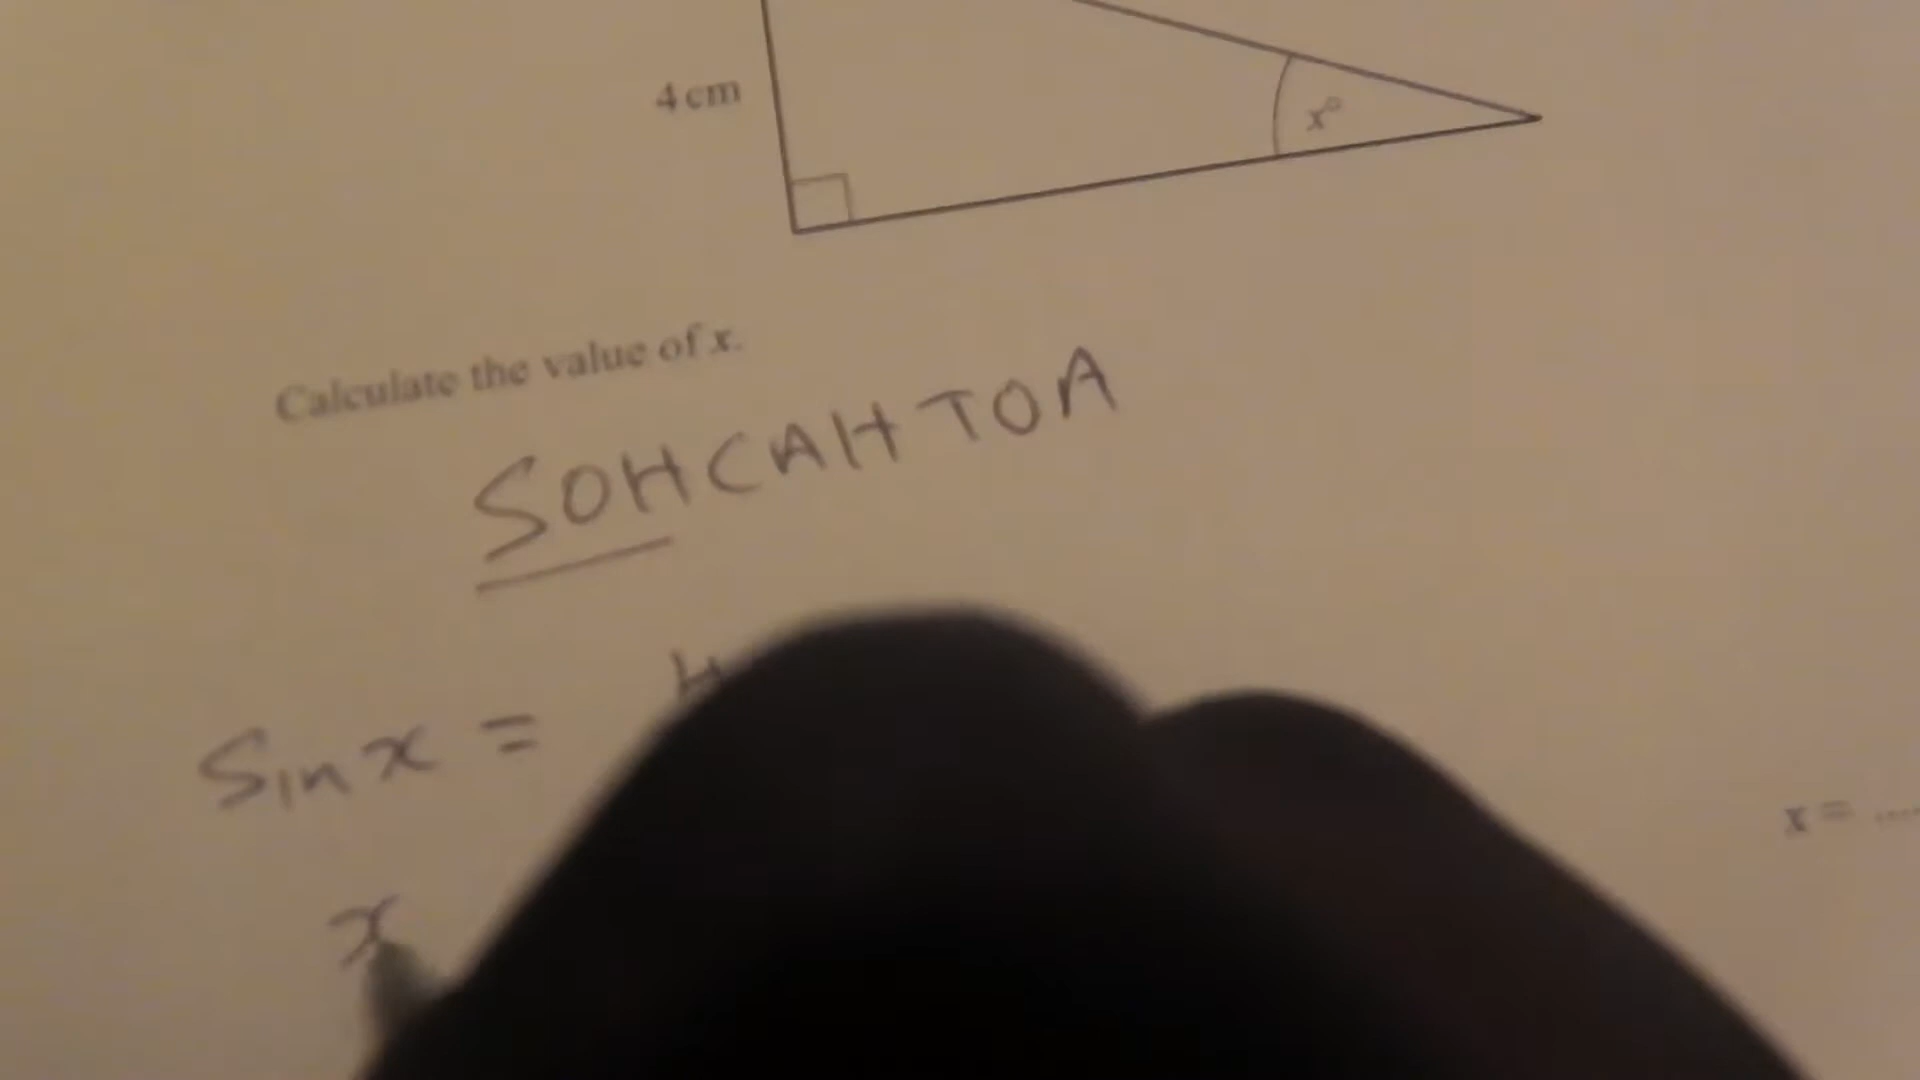 4 cm
x°
Calculate the value of x.
SOHCAHTOA
Sin x =
x = ....
x